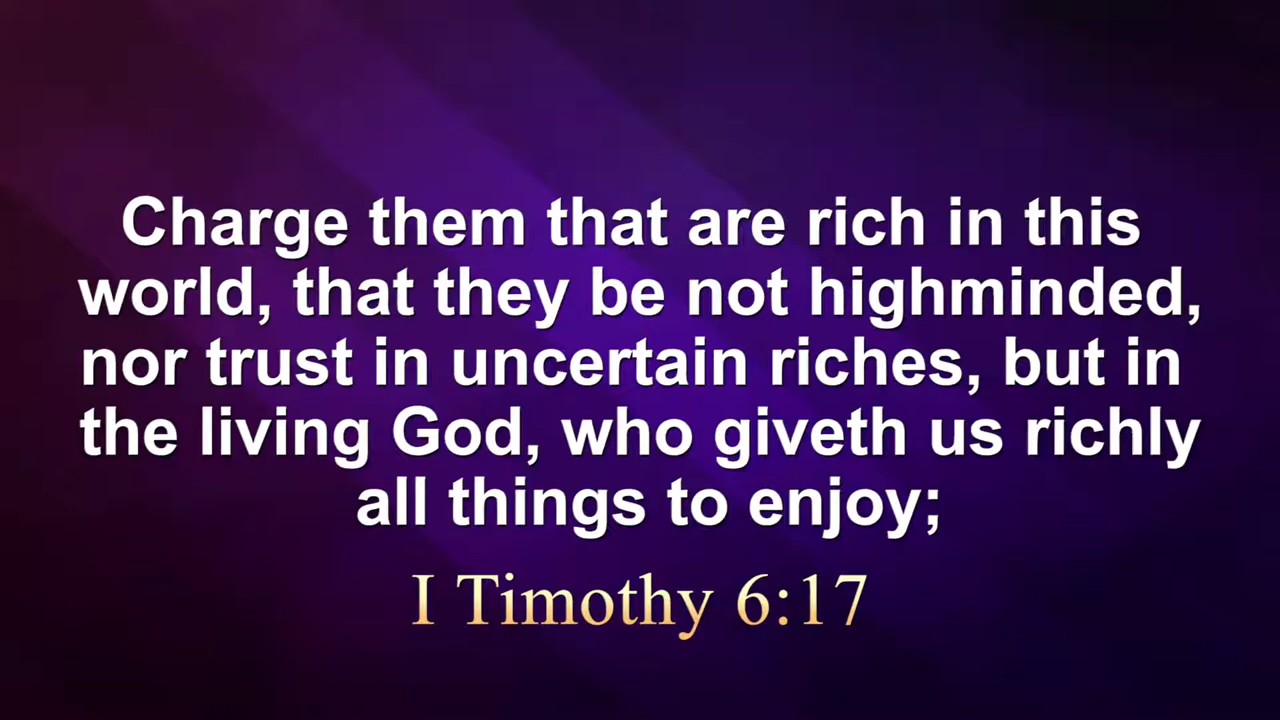 Charge them that are rich in this
world, that they be not highminded,
nor trust in uncertain riches, but in
the living God, who giveth us richly
all things to enjoy;
I Timothy 6:17